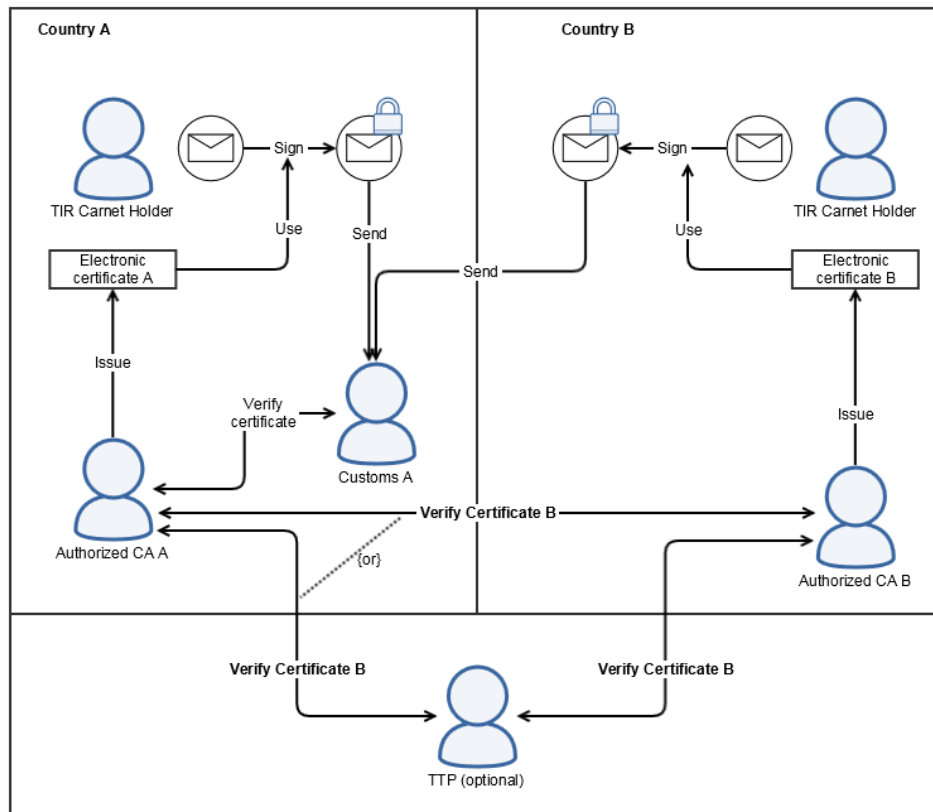 Country A
Country B
Sign
Sign
TIR Carnet Holder
TIR Carnet Holder
Use
Send
Use
Electronic
certificate A
Send
Electronic
certificate B
Issue
Verify
certificate
Issue
Customs A
Verify Certificate B
Authorized CA A
{or}
Authorized CA B
Verify Certificate B
Verify Certificate B
TTP (optional)